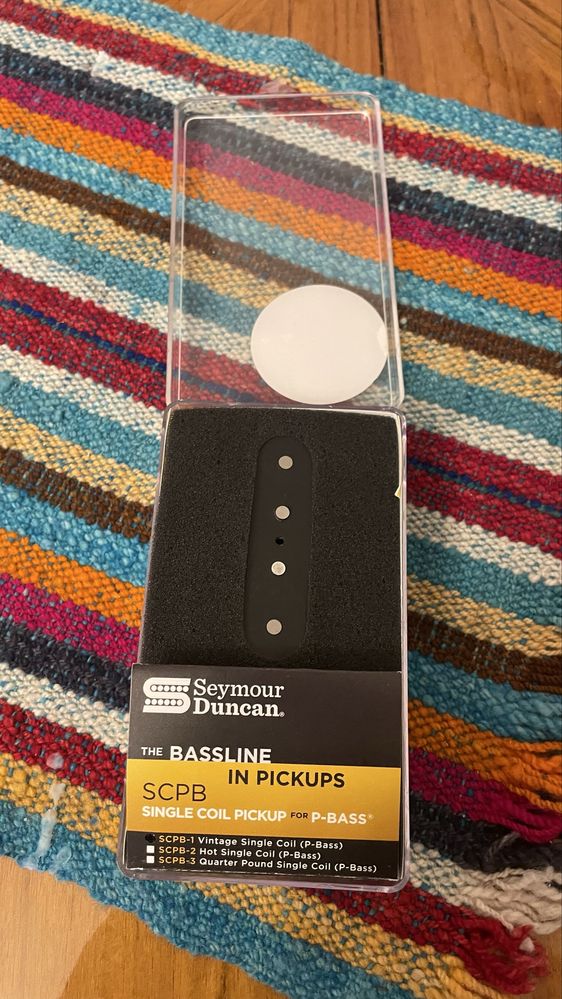 Seymour
Duncan®
THE BASSLINE
IN PICKUPS
SCPB
SINGLE COIL PICKUP FOR P-BASS®
SCPB-1 Vintage Single Coil (P-Bass)
SCPB-2 Hot Single Coil (P-Bass)
SCPB-3 Quarter Pound Single Coil (P-Bass)